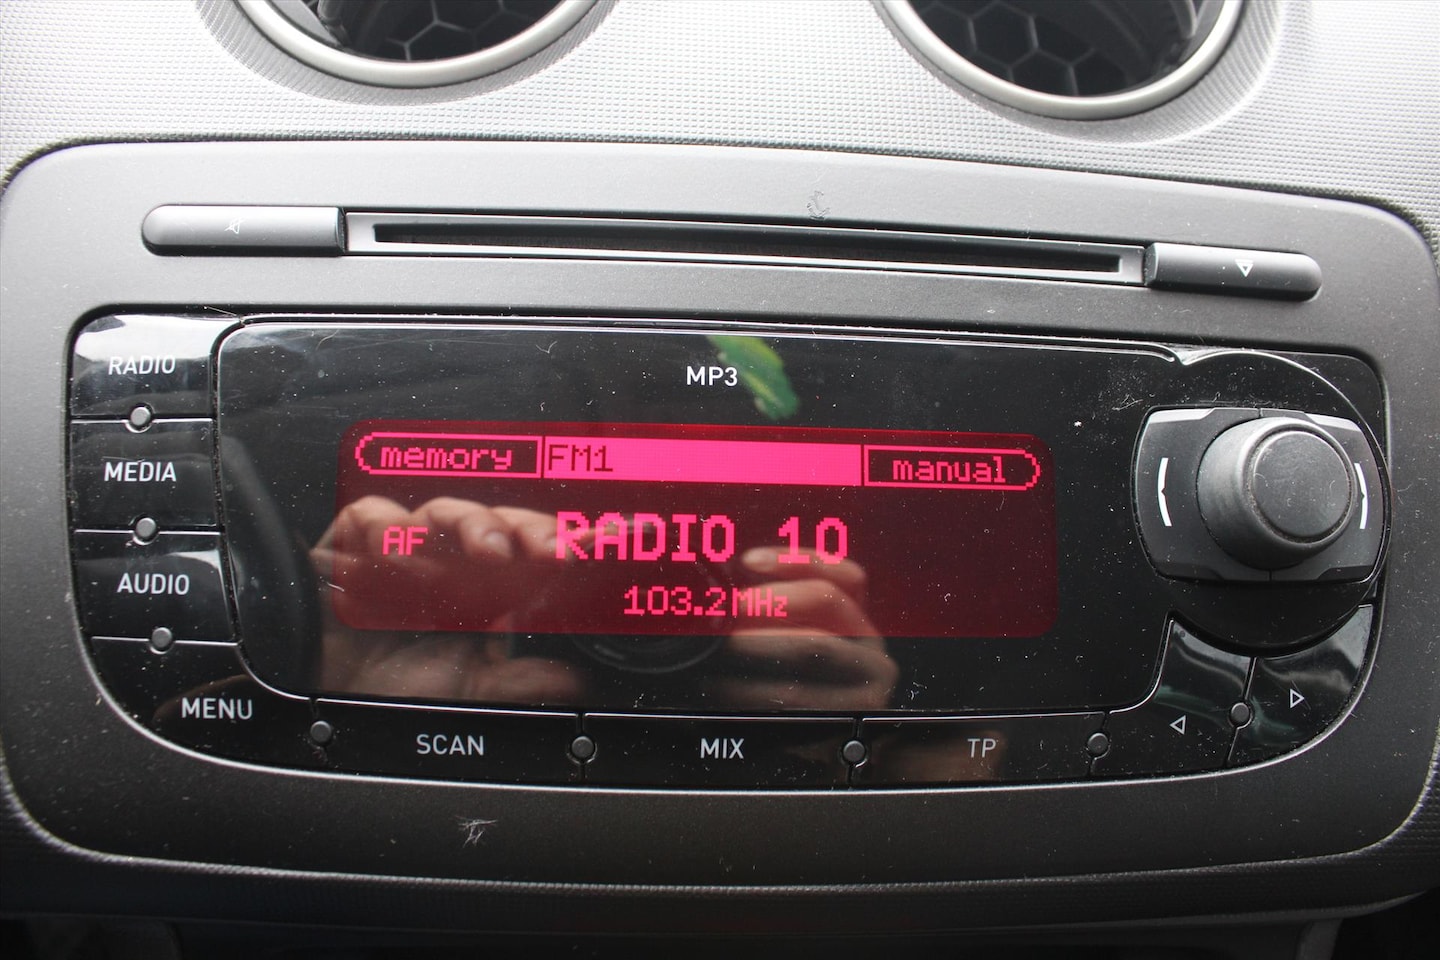 RADIO
MP3
memory FM1 manual
MEDIA
AF RADIO 10
103.2MHz
AUDIO
MENU
SCAN MIX TP